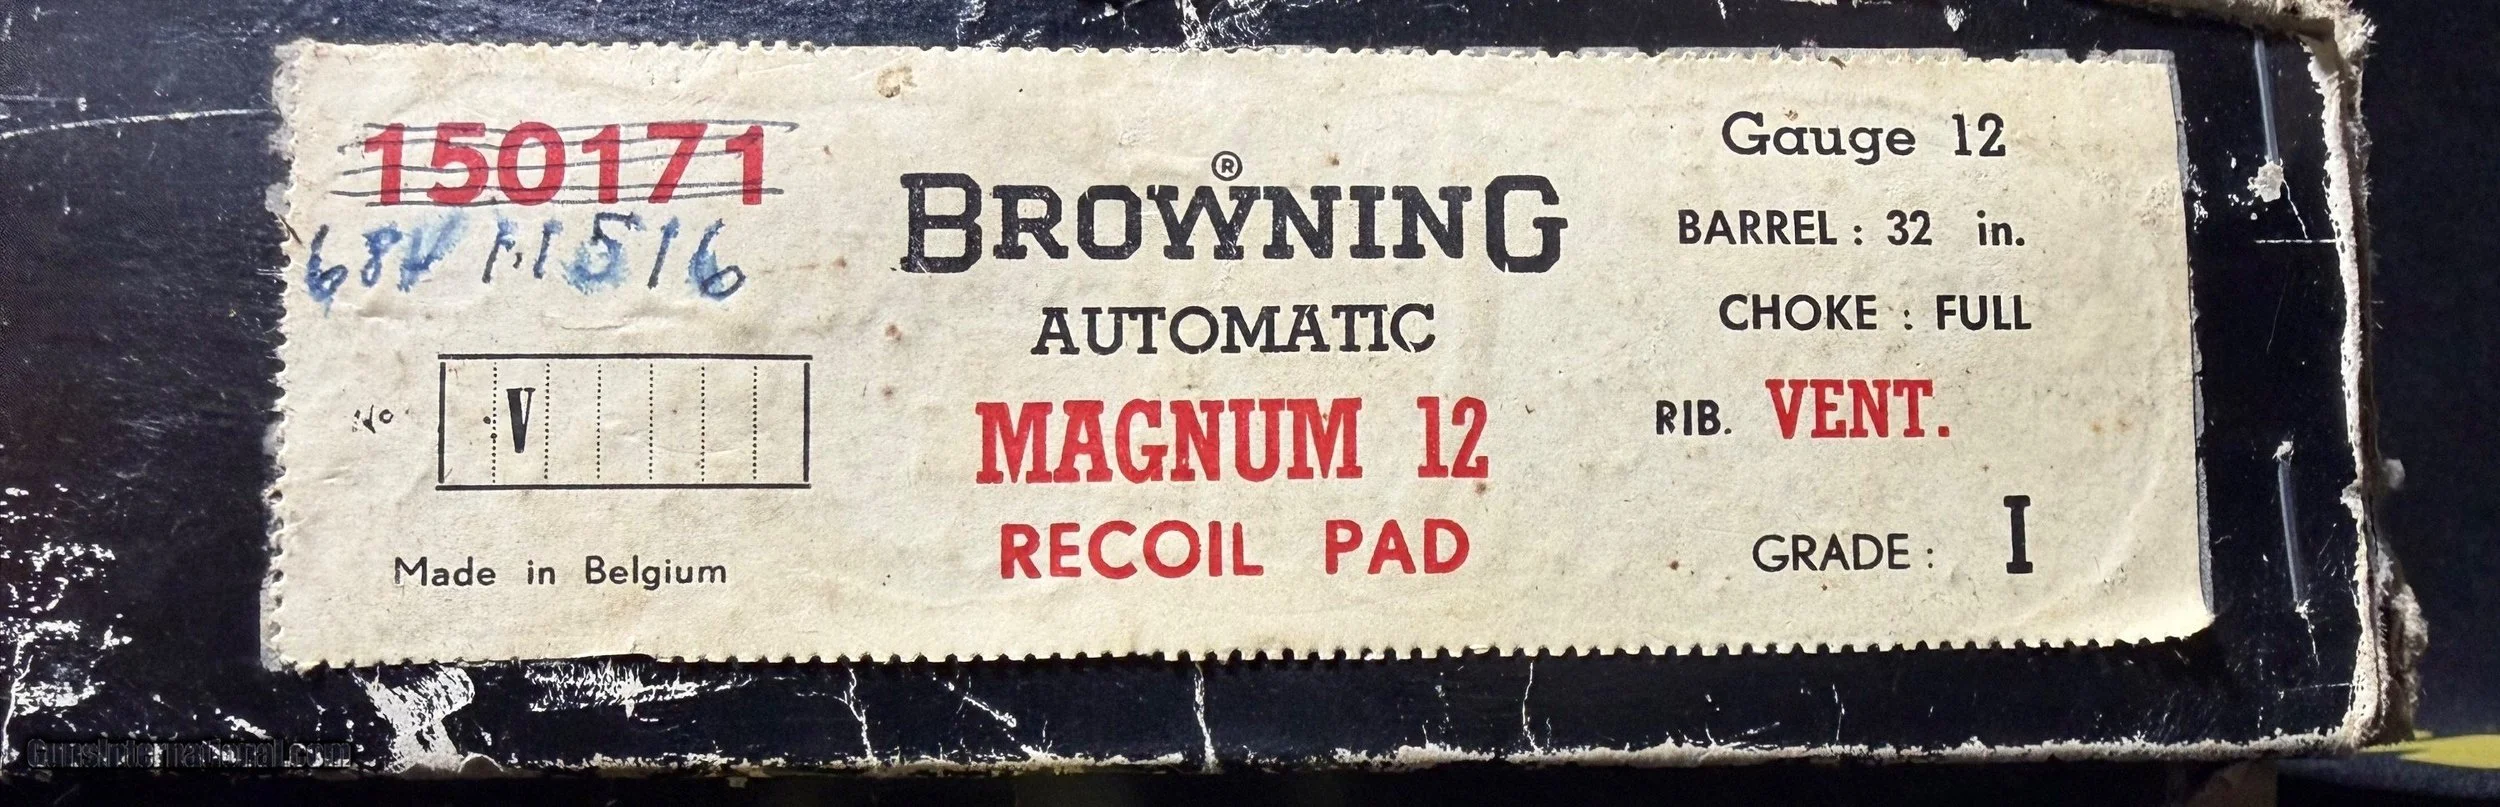 150171
68V 11516
No V
Made in Belgium
BROWNING®
AUTOMATIC
MAGNUM 12
RECOIL PAD
Gauge 12
BARREL : 32 in.
CHOKE : FULL
RIB. VENT.
GRADE : I
GunsInternational.com